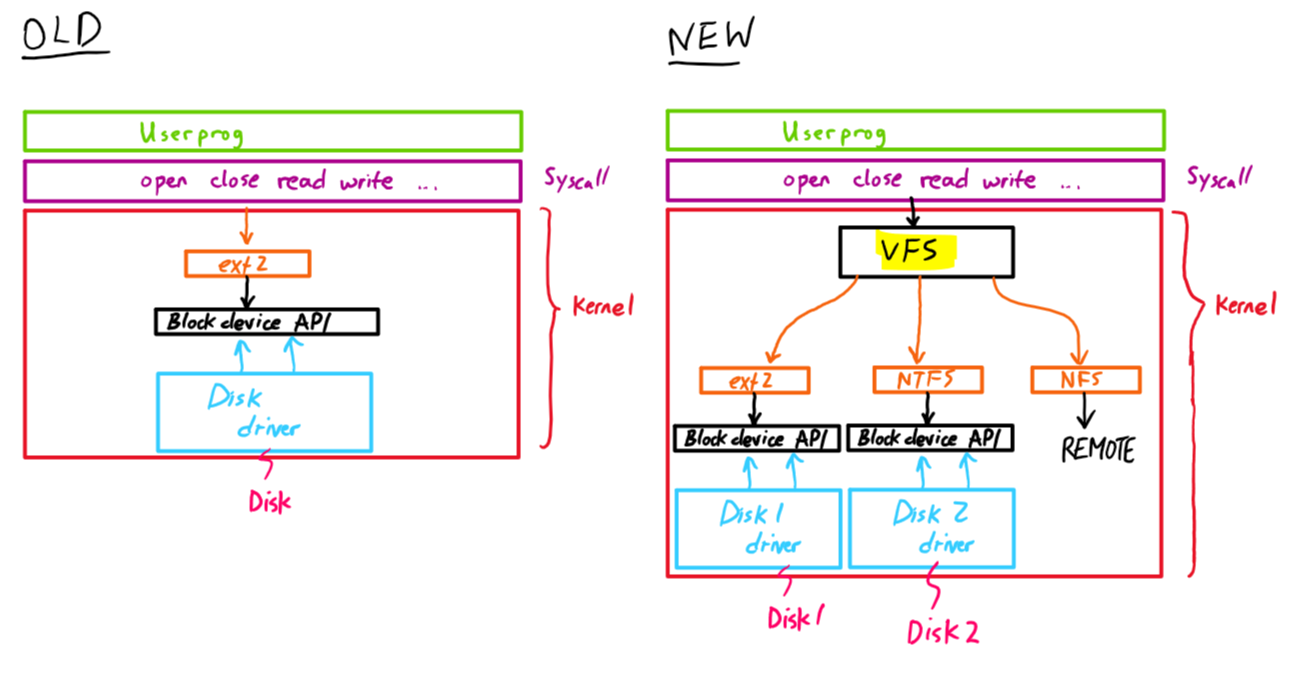 OLD
Userprog
open close read write ...
Syscall
ext2
Block device API
Disk
driver
Kernel
Disk
NEW
Userprog
open close read write ...
Syscall
VFS
Kernel
ext2
NTFS
NFS
Block device API
Block device API
REMOTE
Disk 1
driver
Disk 2
driver
Disk 1
Disk 2